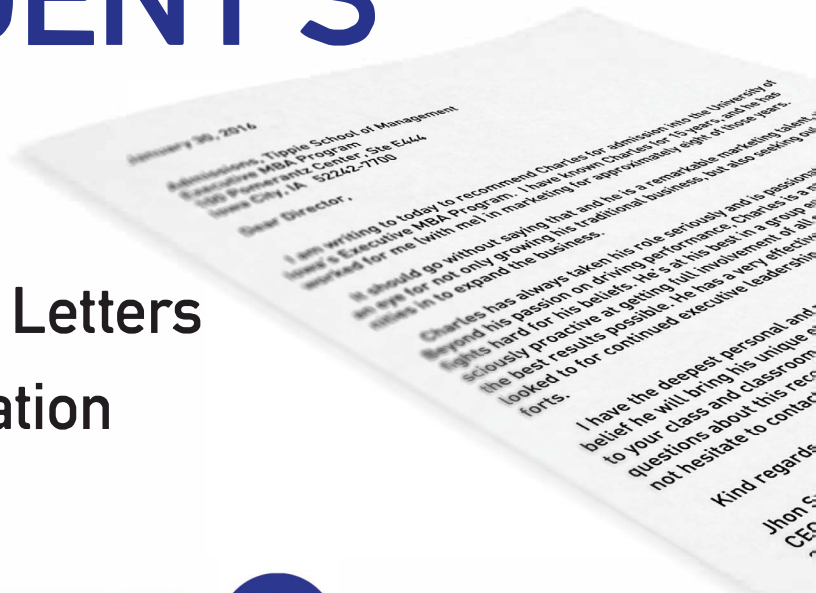 DENT'S
January 30, 2016
Admissions, Tippie School of Management
Executive MBA Program
100 Pomerantz Center, Ste E444
Iowa City, IA 52242-7700
Dear Director,
I am writing to today to recommend Charles for admission into the University of
Iowa's Executive MBA Program. I have known Charles for 15 years, and he has
worked for me (with me) in marketing for approximately eight of those years.
It should go without saying that and he is a remarkable marketing talent,
an eye for not only growing his traditional business, but also seeking out
nities in to expand the business.
Charles has always taken his role seriously and is passionat
Beyond his passion on driving performance, Charles is a
fights hard for his beliefs. He's at his best in a group
sciously proactive at getting full involvement of all
the best results possible. He has a very effective
looked to for continued executive leadership
forts.
I have the deepest personal and
belief he will bring his unique
to your class and classroom
questions about this reco
not hesitate to contact
Kind regards
Jhon S
CEO
Letters
ation